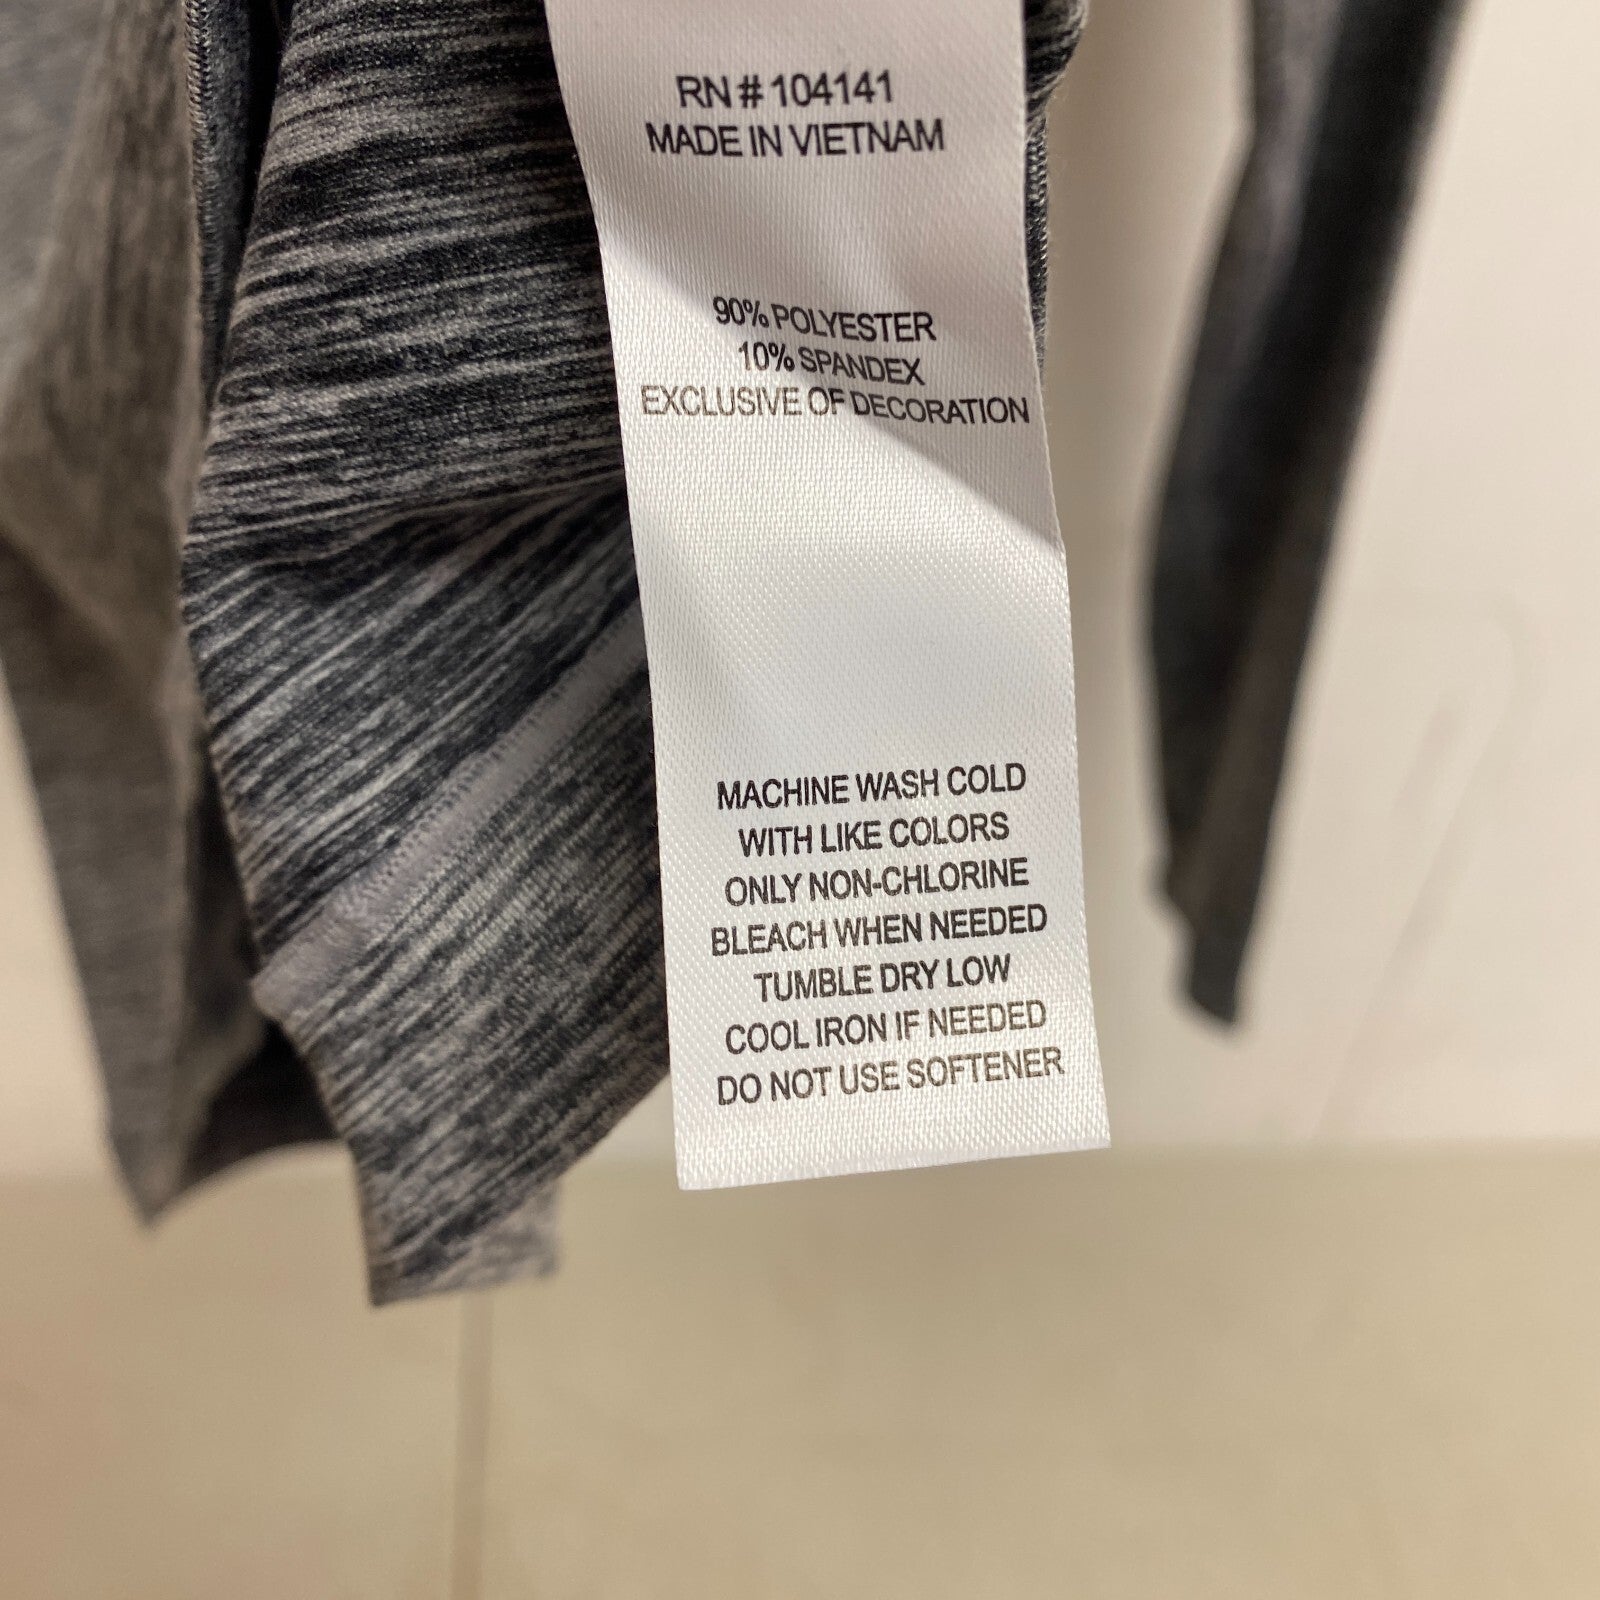 RN # 104141
MADE IN VIETNAM
90% POLYESTER
10% SPANDEX
EXCLUSIVE OF DECORATION
MACHINE WASH COLD
WITH LIKE COLORS
ONLY NON-CHLORINE
BLEACH WHEN NEEDED
TUMBLE DRY LOW
COOL IRON IF NEEDED
DO NOT USE SOFTENER